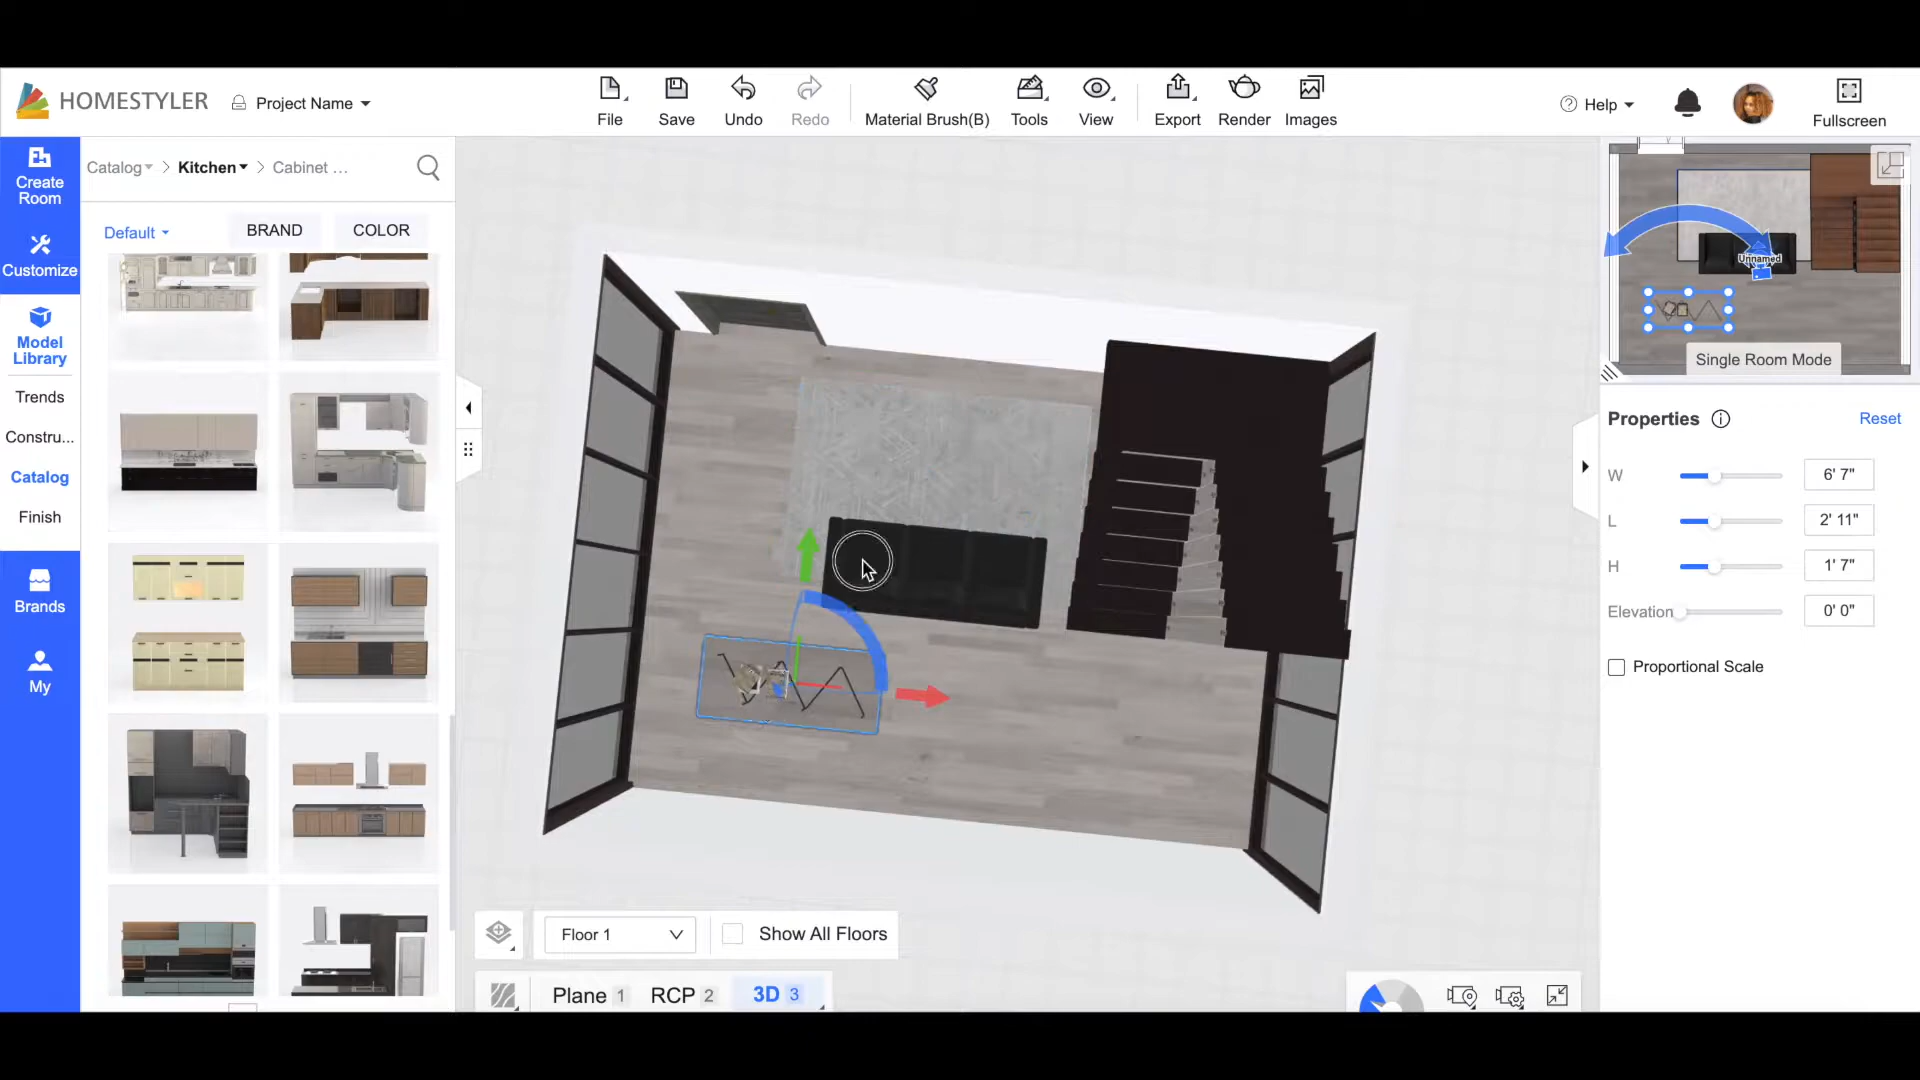 HOMESTYLER
Project Name
File
Save
Undo
Redo
Material Brush(B)
Tools
View
Export
Render
Images
Help
Fullscreen
Create
Room
Customize
Model
Library
Trends
Constru...
Catalog
Finish
Brands
My
Catalog
Kitchen
Cabinet ...
Default
BRAND
COLOR
Unnamed
Single Room Mode
Properties
Reset
W
6' 7"
L
2' 11"
H
1' 7"
Elevation
0' 0"
Proportional Scale
Floor 1
Show All Floors
Plane 1
RCP 2
3D 3